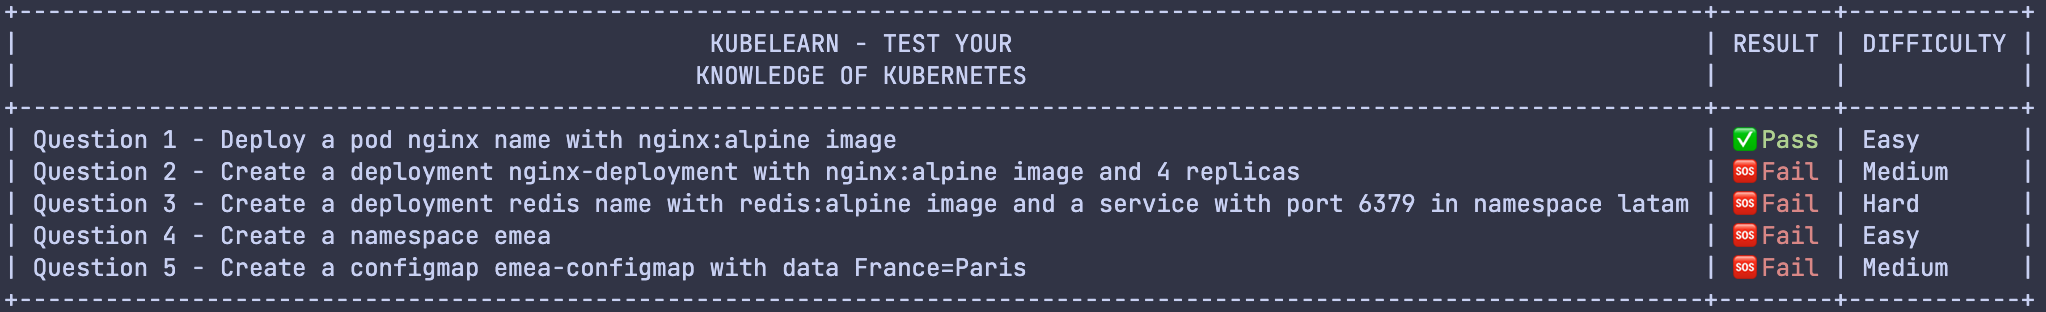 KUBELEARN - TEST YOUR | RESULT | DIFFICULTY
KNOWLEDGE OF KUBERNETES
Question 1 - Deploy a pod nginx name with nginx:alpine image | ✅Pass | Easy
Question 2 - Create a deployment nginx-deployment with nginx:alpine image and 4 replicas | 🆘Fail | Medium
Question 3 - Create a deployment redis name with redis:alpine image and a service with port 6379 in namespace latam | 🆘Fail | Hard
Question 4 - Create a namespace emea | 🆘Fail | Easy
Question 5 - Create a configmap emea-configmap with data France=Paris | 🆘Fail | Medium